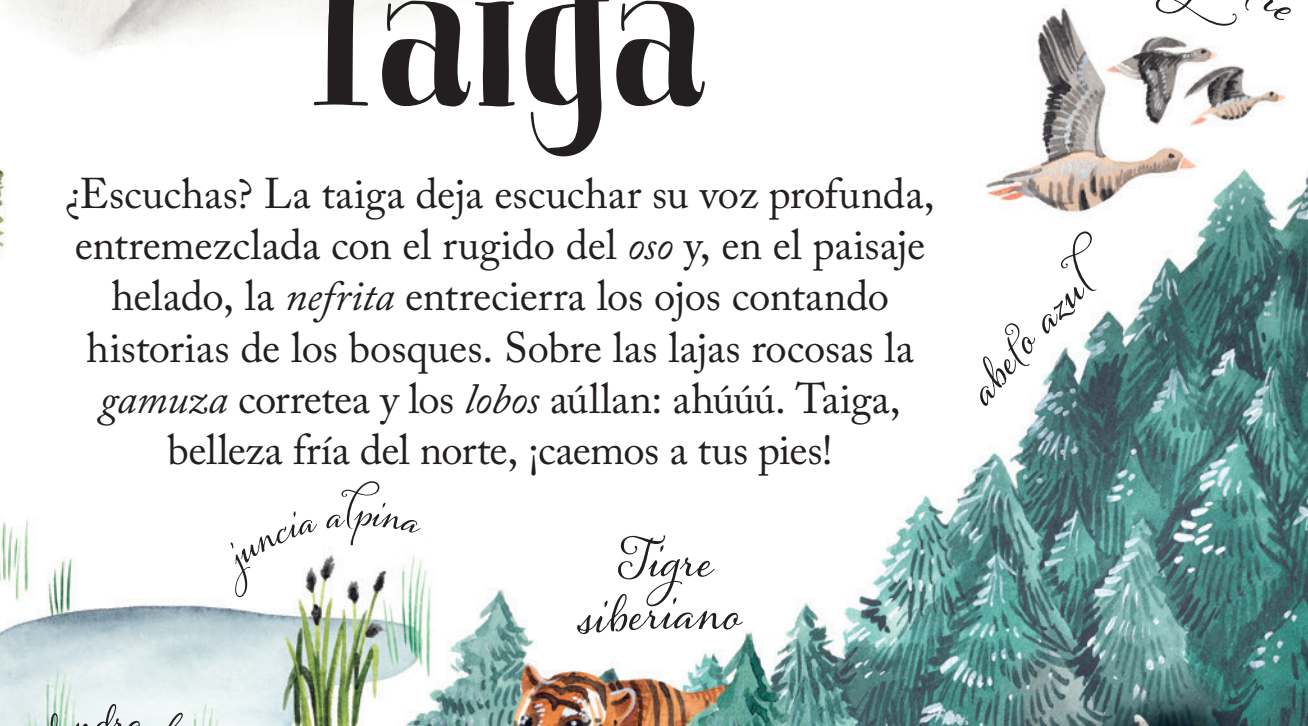 Taiga
¿Escuchas? La taiga deja escuchar su voz profunda,
entremezclada con el rugido del oso y, en el paisaje
helado, la nefrita entrecierra los ojos contando
historias de los bosques. Sobre las lajas rocosas la
gamuza corretea y los lobos aúllan: ahúúú. Taiga,
belleza fría del norte, ¡caemos a tus pies!
abeto azul
juncia alpina
Tigre
siberiano